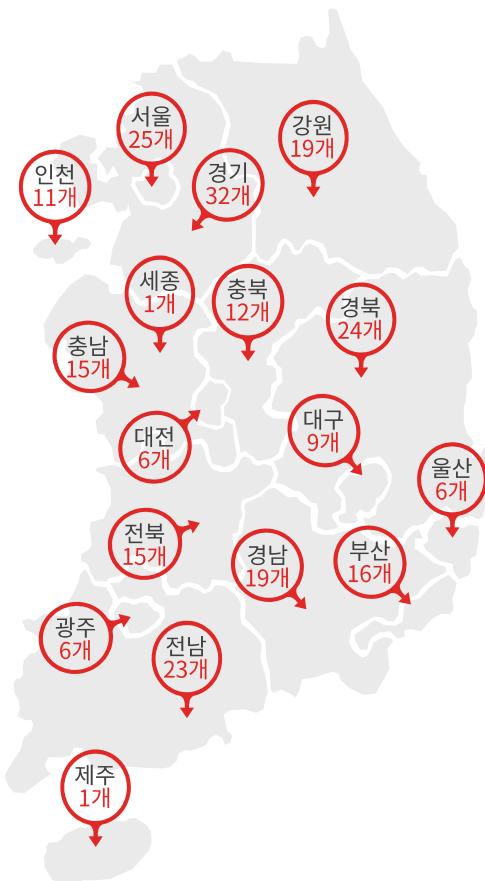 서울
25개
강원
19개
인천
11개
경기
32개
세종
1개
충북
12개
경북
24개
충남
15개
대전
6개
대구
9개
울산
6개
전북
15개
경남
19개
부산
16개
광주
6개
전남
23개
제주
1개